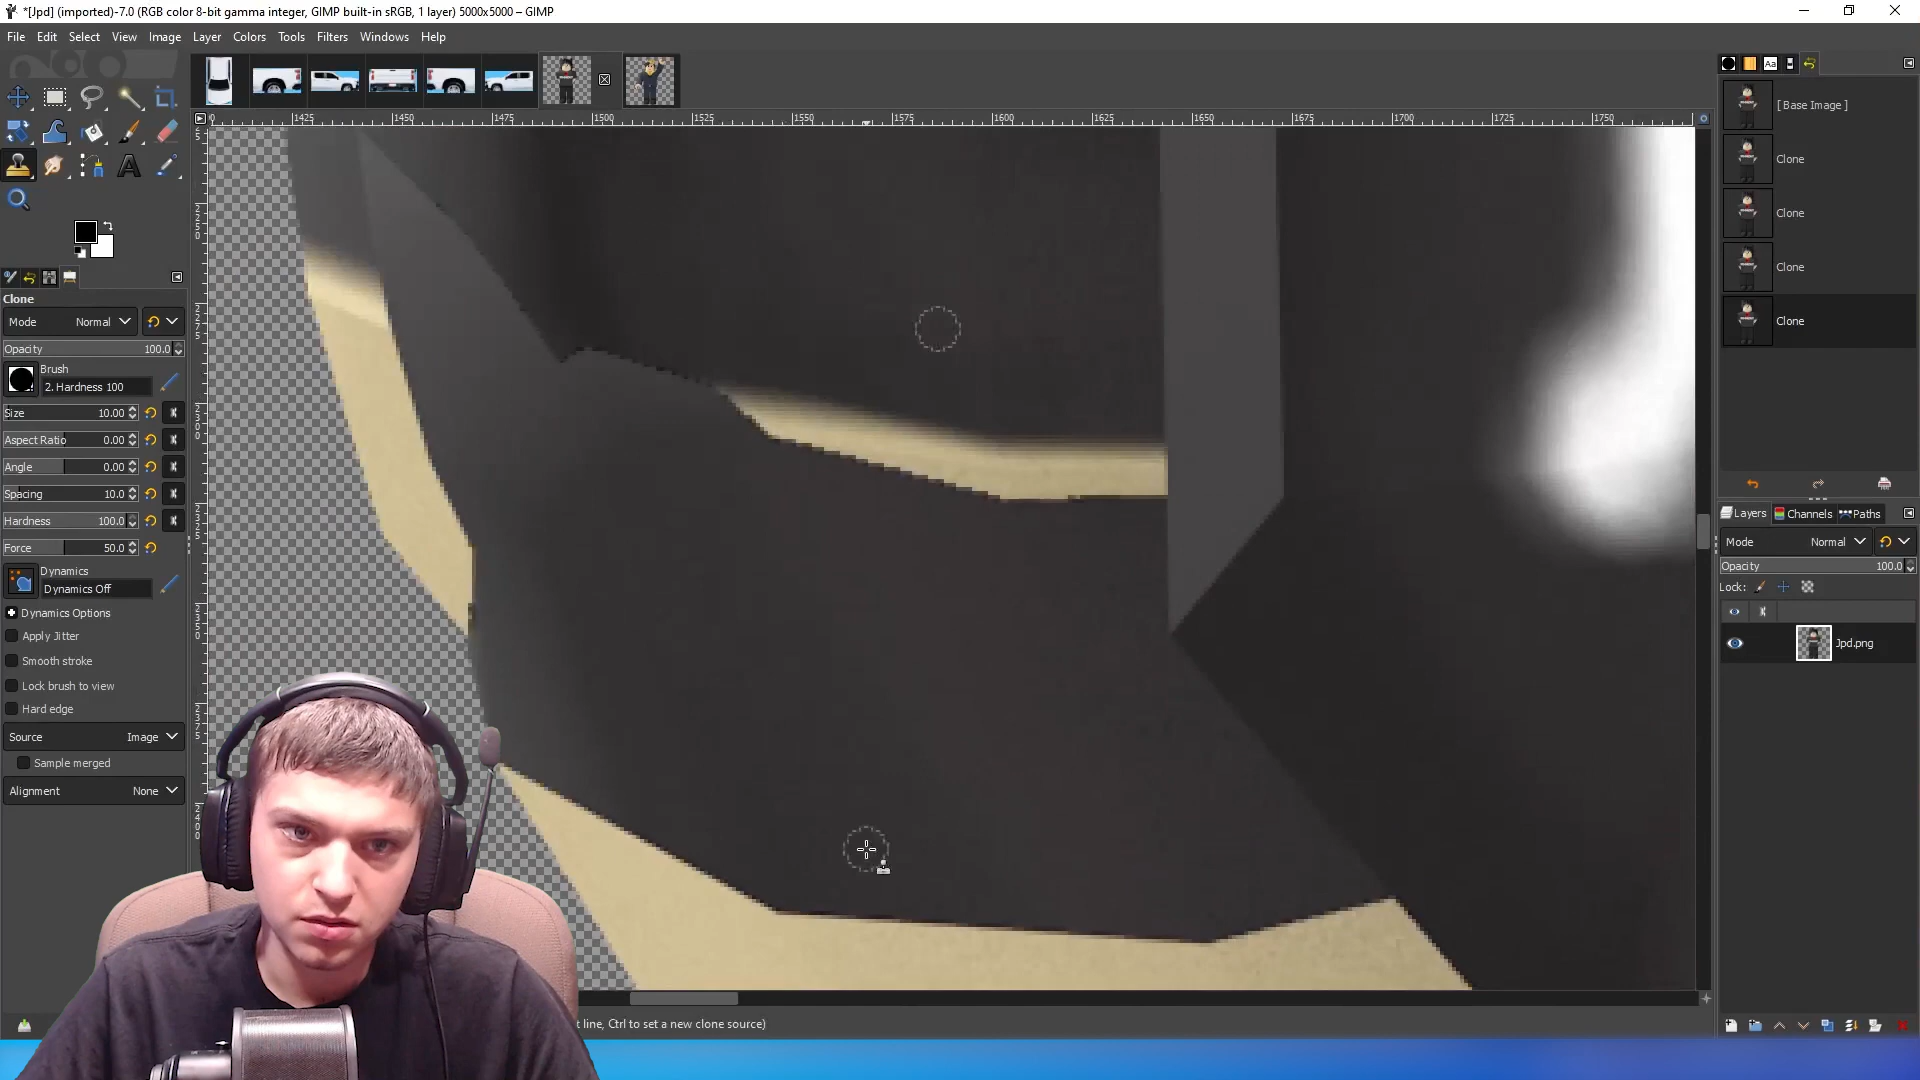 *[Jpd] (imported)-7.0 (RGB color 8-bit gamma integer, GIMP built-in sRGB, 1 layer) 5000x5000 – GIMP
File Edit Select View Image Layer Colors Tools Filters Windows Help
1425 1450 1475 1500 1525 1550 1575 1600 1625 1650 1675 1700 1725 1750
Aa
[ Base Image ]
Clone
Clone
Clone
Clone
Clone
Mode Normal
Opacity 100.0
Brush
2. Hardness 100
Size 10.00
Aspect Ratio 0.00
Angle 0.00
Spacing 10.0
Hardness 100.0
Force 50.0
Dynamics
Dynamics Off
Dynamics Options
Apply Jitter
Smooth stroke
Lock brush to view
Hard edge
Source Image
Sample merged
Alignment None
Layers Channels Paths
Mode Normal
Opacity 100.0
Lock:
Jpd.png
t line, Ctrl to set a new clone source)